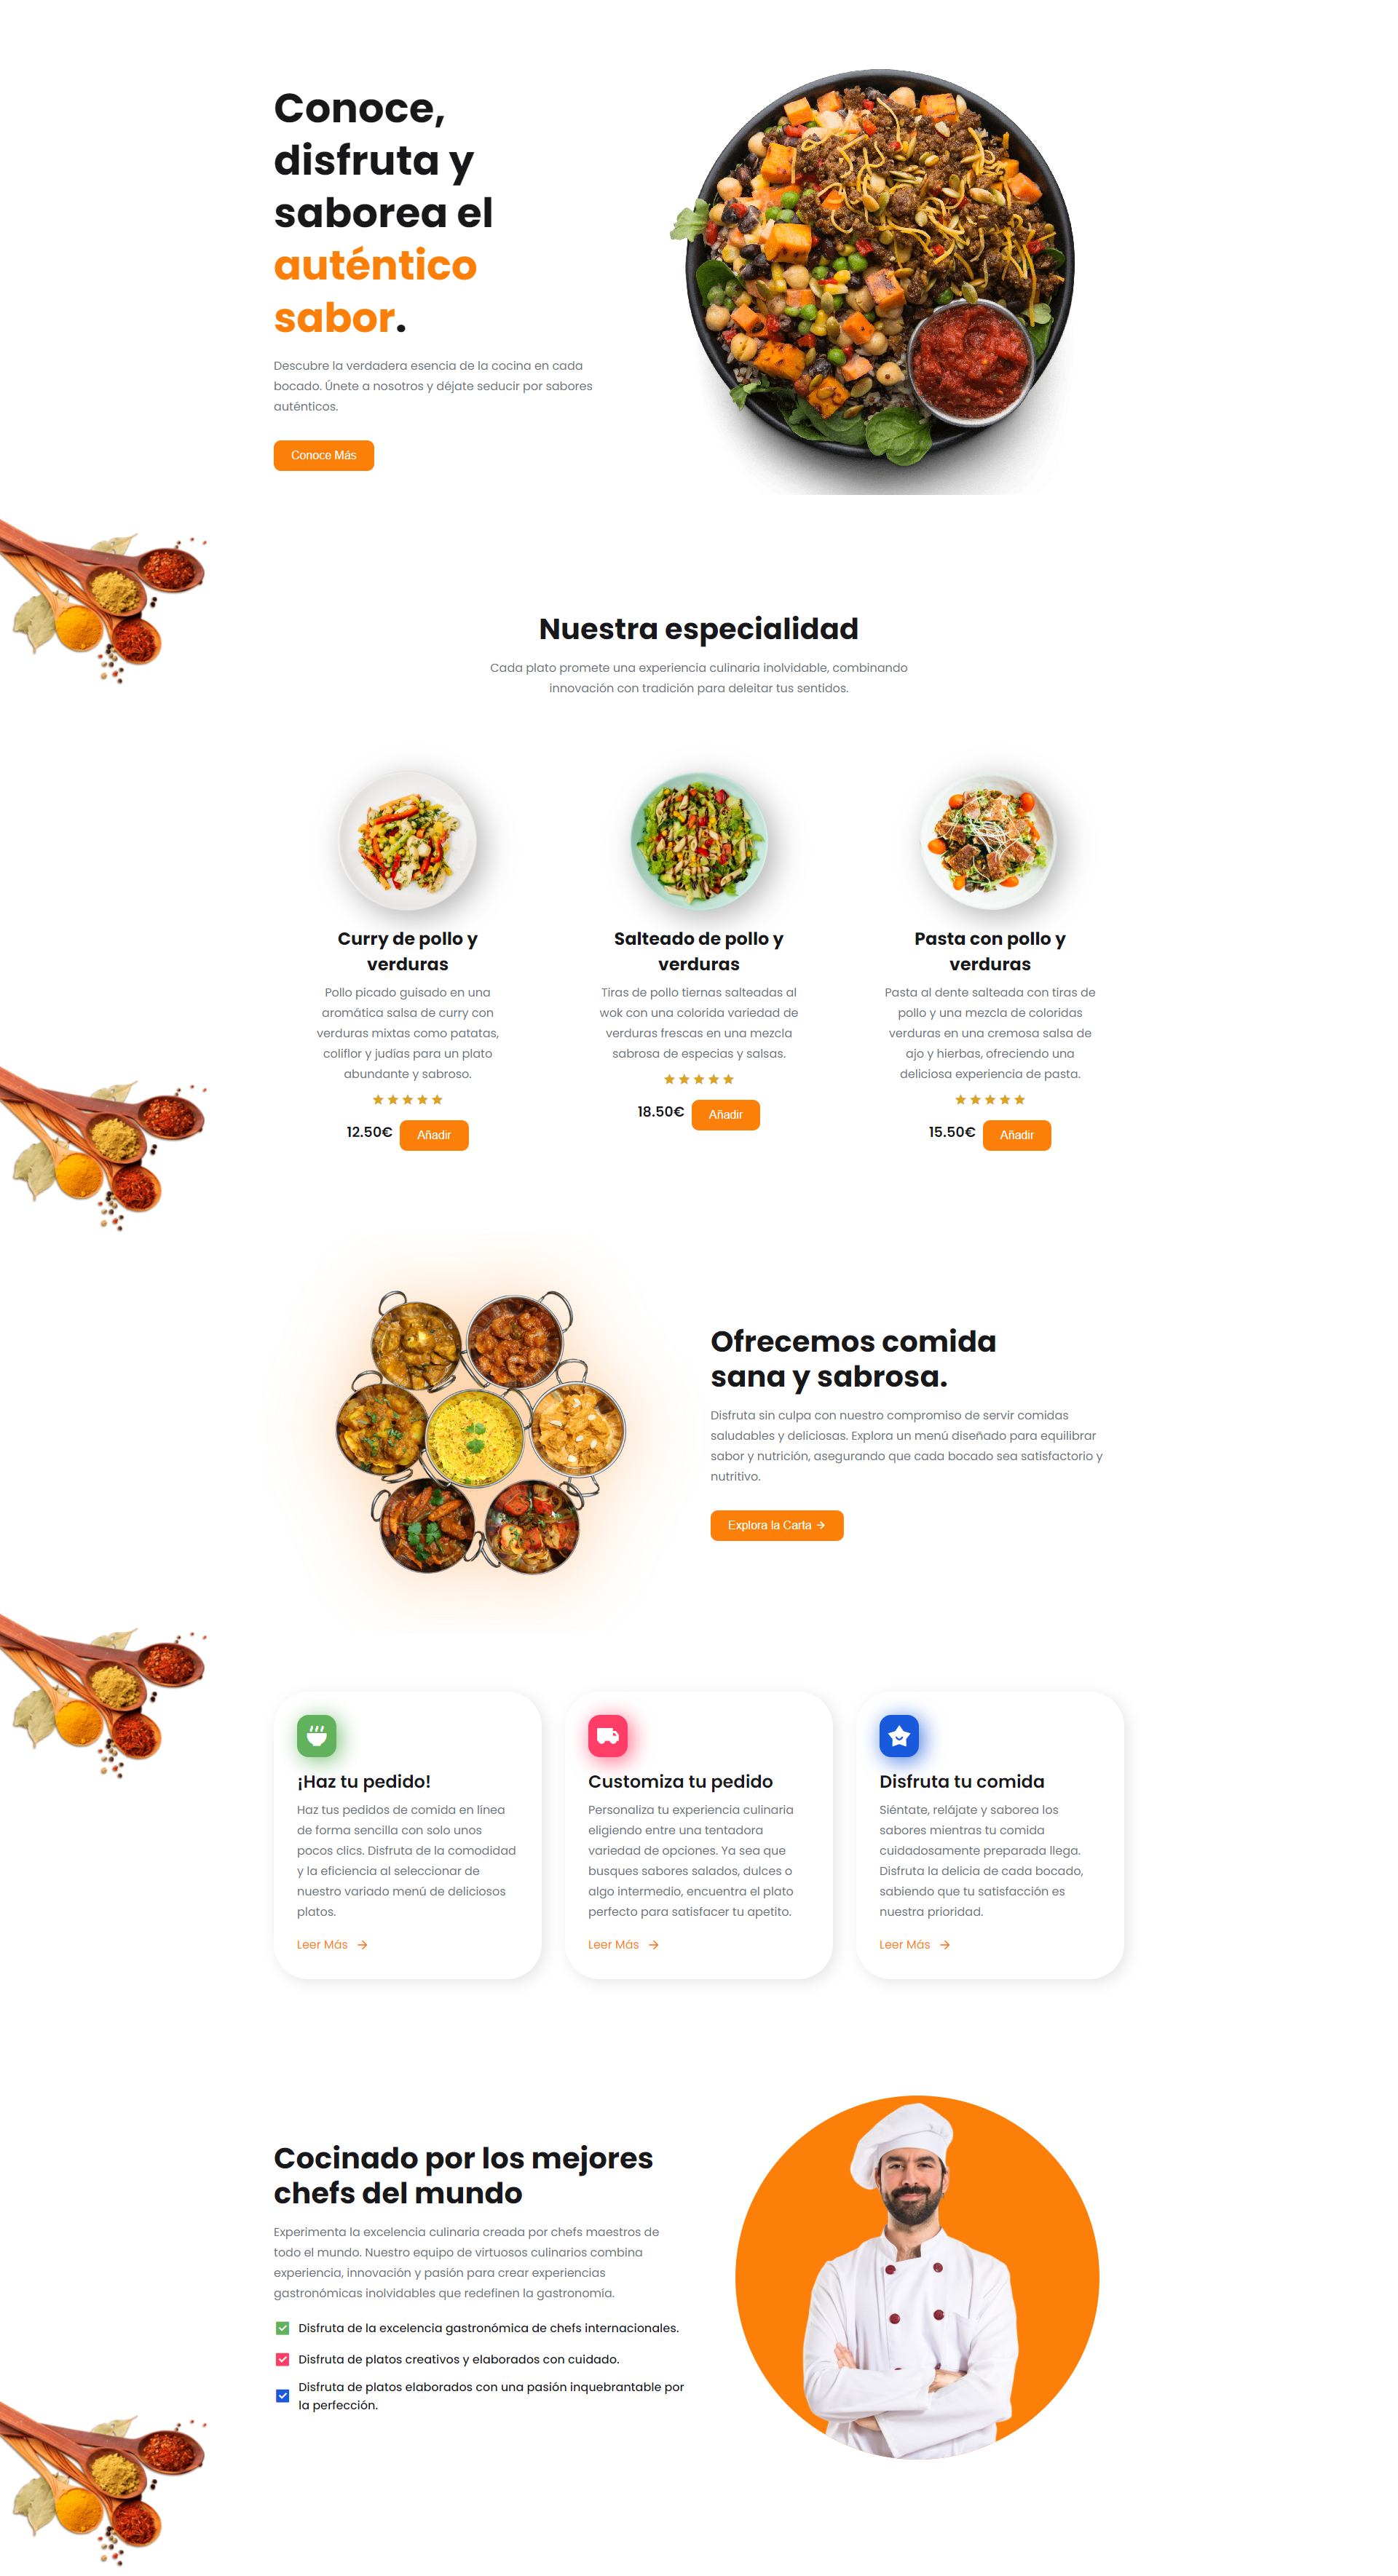 Conoce,
disfruta y
saborea el
auténtico
sabor.
Descubre la verdadera esencia de la cocina en cada
bocado. Únete a nosotros y déjate seducir por sabores
auténticos.
Conoce Más
Nuestra especialidad
Cada plato promete una experiencia culinaria inolvidable, combinando
innovación con tradición para deleitar tus sentidos.
Curry de pollo y
verduras
Pollo picado guisado en una
aromática salsa de curry con
verduras mixtas como patatas,
coliflor y judías para un plato
abundante y sabroso.
12.50€ Añadir
Salteado de pollo y
verduras
Tiras de pollo tiernas salteadas al
wok con una colorida variedad de
verduras frescas en una mezcla
sabrosa de especias y salsas.
18.50€ Añadir
Pasta con pollo y
verduras
Pasta al dente salteada con tiras de
pollo y una mezcla de coloridas
verduras en una cremosa salsa de
ajo y hierbas, ofreciendo una
deliciosa experiencia de pasta.
15.50€ Añadir
Ofrecemos comida
sana y sabrosa.
Disfruta sin culpa con nuestro compromiso de servir comidas
saludables y deliciosas. Explora un menú diseñado para equilibrar
sabor y nutrición, asegurando que cada bocado sea satisfactorio y
nutritivo.
Explora la Carta →
¡Haz tu pedido!
Haz tus pedidos de comida en línea
de forma sencilla con solo unos
pocos clics. Disfruta de la comodidad
y la eficiencia al seleccionar de
nuestro variado menú de deliciosos
platos.
Leer Más →
Customiza tu pedido
Personaliza tu experiencia culinaria
eligiendo entre una tentadora
variedad de opciones. Ya sea que
busques sabores salados, dulces o
algo intermedio, encuentra el plato
perfecto para satisfacer tu apetito.
Leer Más →
Disfruta tu comida
Siéntate, relájate y saborea los
sabores mientras tu comida
cuidadosamente preparada llega.
Disfruta la delicia de cada bocado,
sabiendo que tu satisfacción es
nuestra prioridad.
Leer Más →
Cocinado por los mejores
chefs del mundo
Experimenta la excelencia culinaria creada por chefs maestros de
todo el mundo. Nuestro equipo de virtuosos culinarios combina
experiencia, innovación y pasión para crear experiencias
gastronómicas inolvidables que redefinen la gastronomía.
Disfruta de la excelencia gastronómica de chefs internacionales.
Disfruta de platos creativos y elaborados con cuidado.
Disfruta de platos elaborados con una pasión inquebrantable por
la perfección.